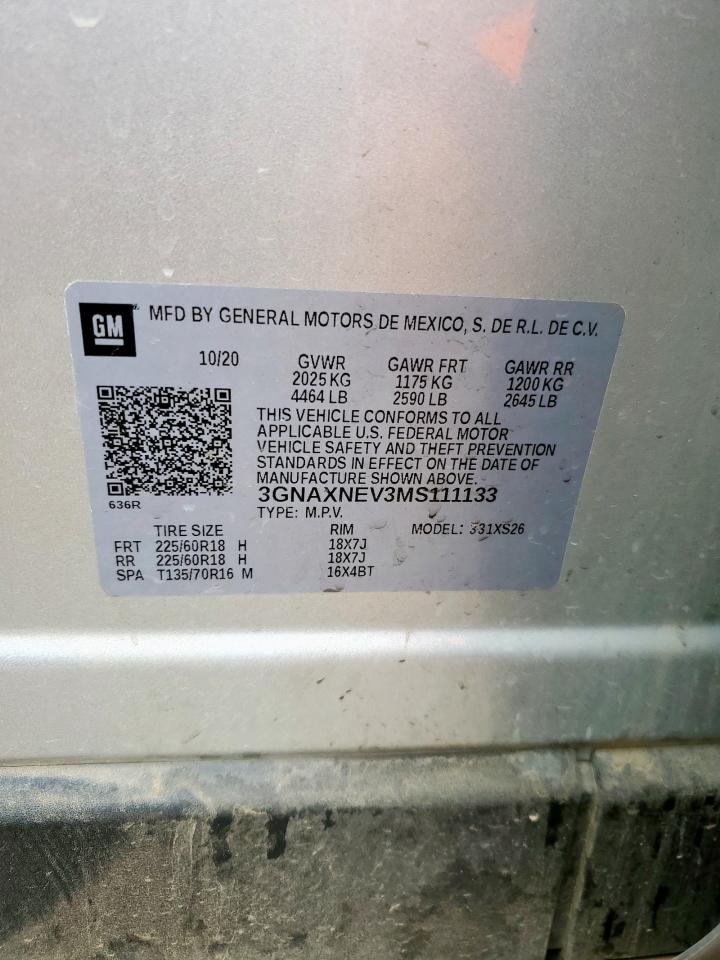 GM
MFD BY GENERAL MOTORS DE MEXICO, S. DE R.L. DE C.V.
10/20 GVWR GAWR FRT GAWR RR
2025 KG 1175 KG 1200 KG
4464 LB 2590 LB 2645 LB
THIS VEHICLE CONFORMS TO ALL
APPLICABLE U.S. FEDERAL MOTOR
VEHICLE SAFETY AND THEFT PREVENTION
STANDARDS IN EFFECT ON THE DATE OF
MANUFACTURE SHOWN ABOVE.
3GNAXNEV3MS111133
636R
TYPE: M.P.V.
TIRE SIZE RIM MODEL: 331XS26
FRT 225/60R18 H 18X7J
RR 225/60R18 H 18X7J
SPA T135/70R16 M 16X4BT